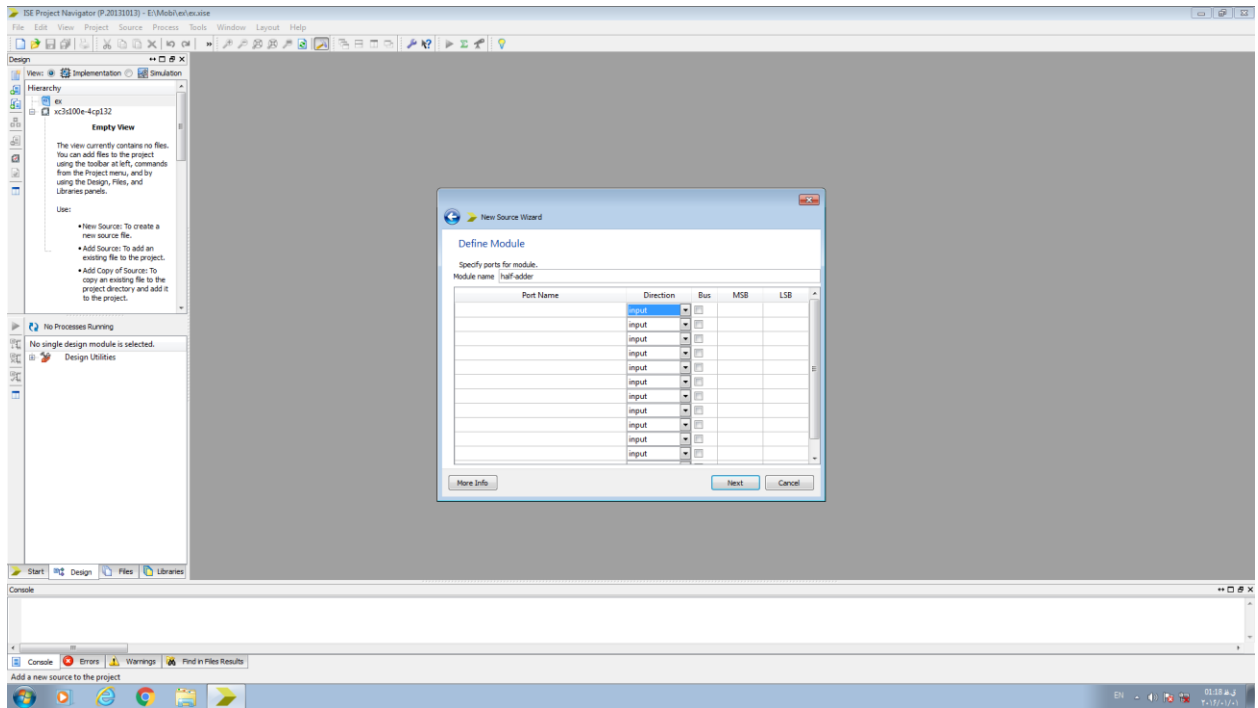 ISE Project Navigator (P.20131013) - E:\Mobi\ex\ex.xise
File Edit View Project Source Process Tools Window Layout Help
Design
View: Implementation Simulation
Hierarchy
ex
xc3s100e-4cp132
Empty View
The view currently contains no files.
You can add files to the project
using the toolbar at left, commands
from the Project menu, and by
using the Design, Files, and
Libraries panels.
Use:
•New Source: To create a
new source file.
•Add Source: To add an
existing file to the project.
•Add Copy of Source: To
copy an existing file to the
project directory and add it
to the project.
No Processes Running
No single design module is selected.
Design Utilities
New Source Wizard
Define Module
Specify ports for module.
Module name half-adder
Port Name Direction Bus MSB LSB
input
input
input
input
input
input
input
input
input
input
input
More Info Next Cancel
Start Design Files Libraries
Console
Console Errors Warnings Find in Files Results
Add a new source to the project
EN
01:18 ق.ظ